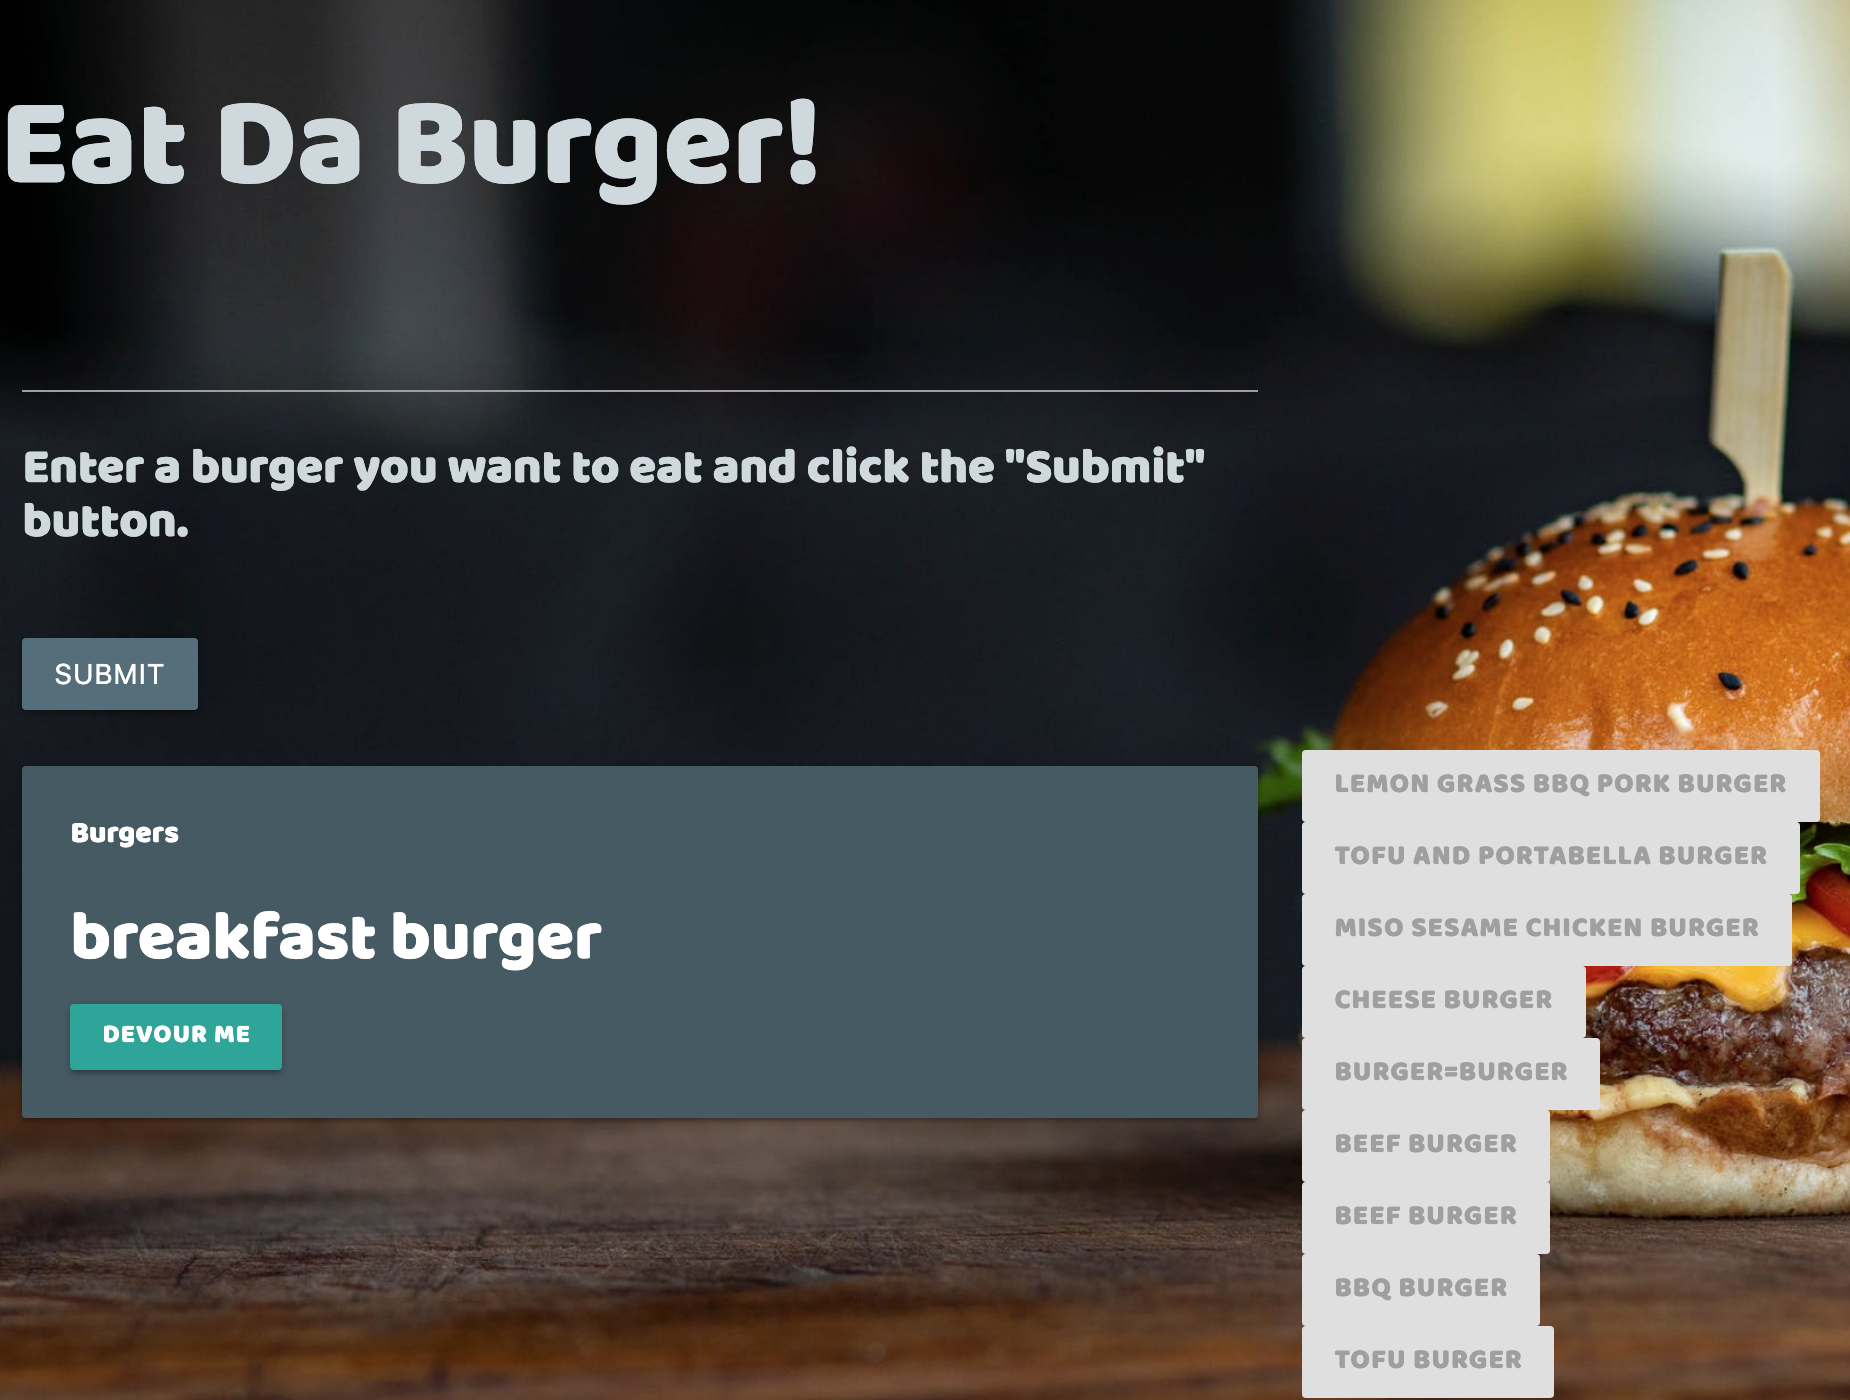 Eat Da Burger!
Enter a burger you want to eat and click the "Submit"
button.
SUBMIT
Burgers
breakfast burger
DEVOUR ME
LEMON GRASS BBQ PORK BURGER
TOFU AND PORTABELLA BURGER
MISO SESAME CHICKEN BURGER
CHEESE BURGER
BURGER=BURGER
BEEF BURGER
BEEF BURGER
BBQ BURGER
TOFU BURGER